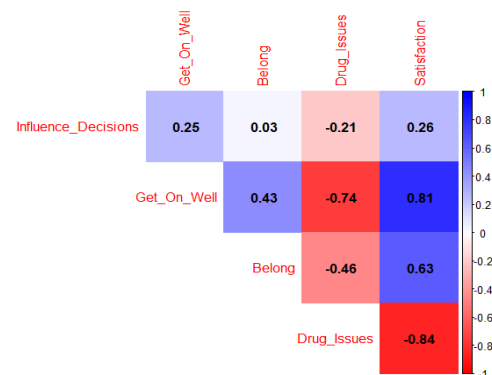 Get_On_Well
Belong
Drug_Issues
Satisfaction
Influence_Decisions
0.25
0.03
-0.21
0.26
Get_On_Well
0.43
-0.74
0.81
Belong
-0.46
0.63
Drug_Issues
-0.84
1
0.8
0.6
0.4
0.2
0
-0.2
-0.4
-0.6
-0.8
-1